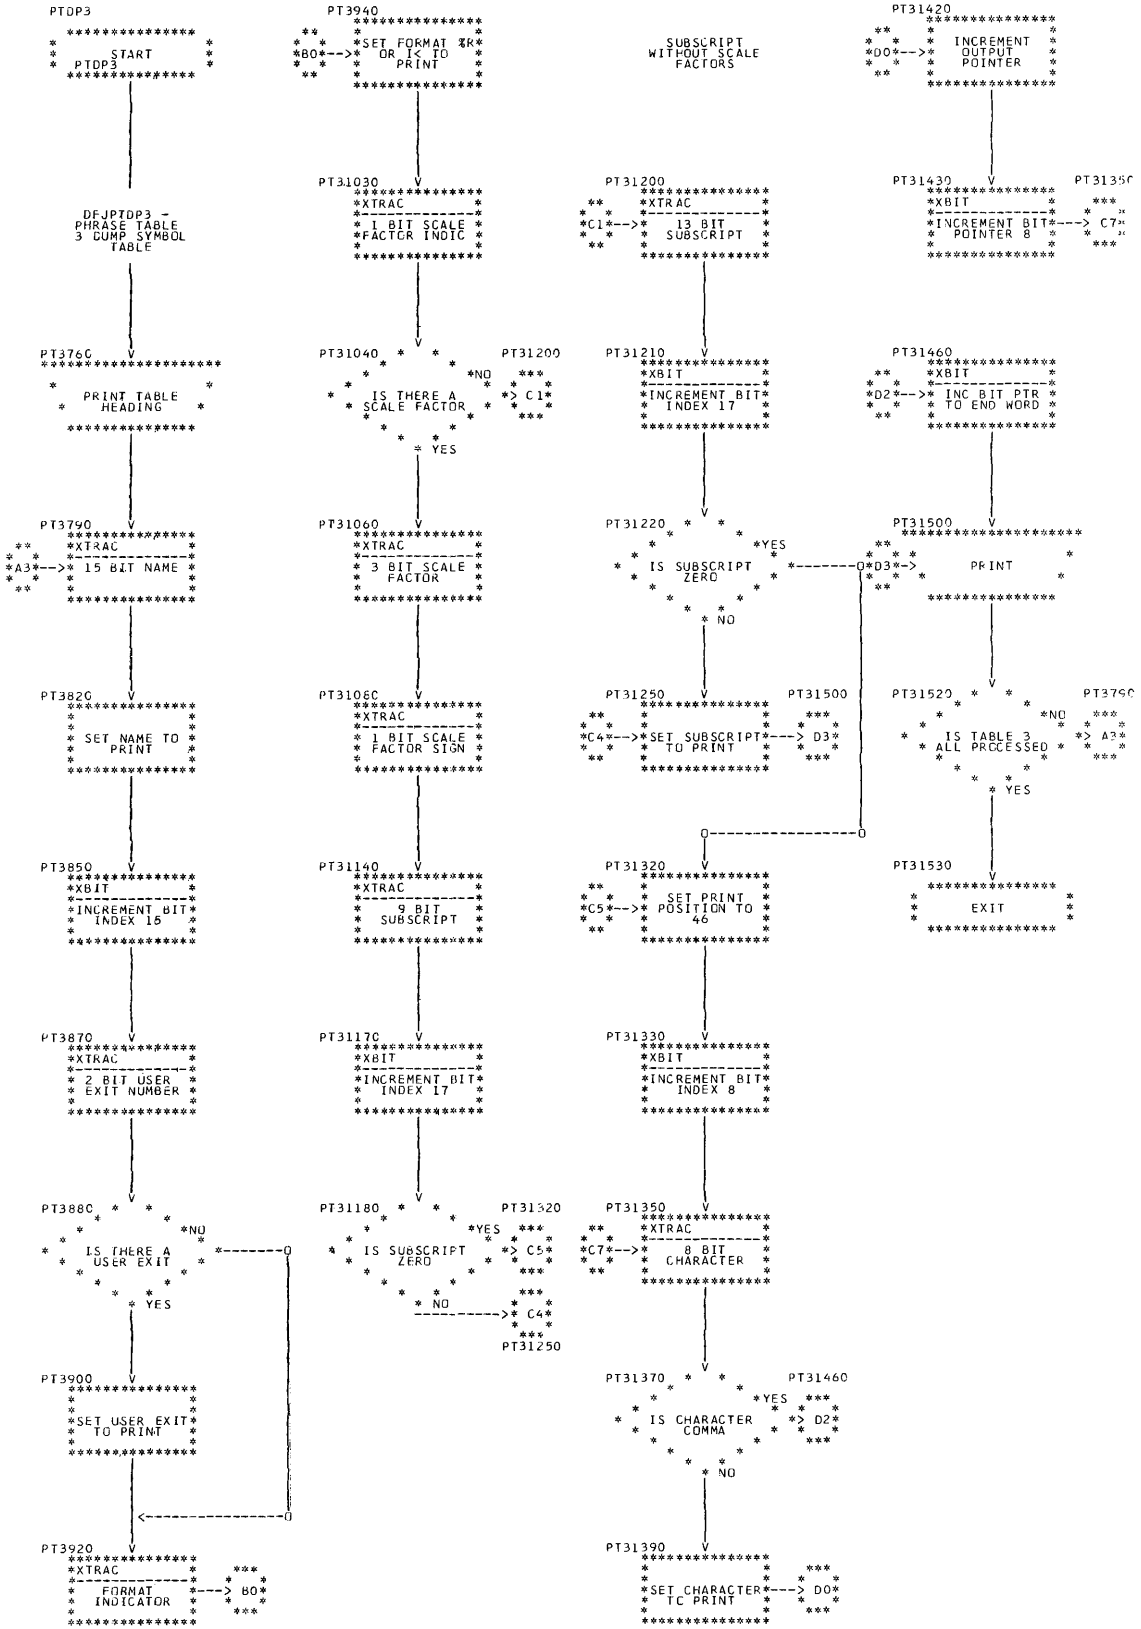 PTDP3
START
PTDP3
DFJPTDP3 -
PHRASE TABLE
3 DUMP SYMBOL
TABLE
PT3760
PRINT TABLE
HEADING
PT3790
XTRAC
A3
15 BIT NAME
PT3820
SET NAME TO
PRINT
PT3850
XBIT
INCREMENT BIT
INDEX 15
PT3870
XTRAC
2 BIT USER
EXIT NUMBER
PT3880
NO
IS THERE A
USER EXIT
YES
PT3900
SET USER EXIT
TO PRINT
PT3920
XTRAC
FORMAT
INDICATOR
B0
PT3940
B0
SET FORMAT %R
OR I< TO
PRINT
PT31030
XTRAC
1 BIT SCALE
FACTOR INDIC
PT31040
PT31200
NO
IS THERE A
SCALE FACTOR
C1
YES
PT31060
XTRAC
3 BIT SCALE
FACTOR
PT31080
XTRAC
1 BIT SCALE
FACTOR SIGN
PT31140
XTRAC
9 BIT
SUBSCRIPT
PT31170
XBIT
INCREMENT BIT
INDEX 17
PT31180
PT31320
YES
IS SUBSCRIPT
ZERO
C5
NO
C4
PT31250
SUBSCRIPT
WITHOUT SCALE
FACTORS
PT31200
XTRAC
C1
13 BIT
SUBSCRIPT
PT31210
XBIT
INCREMENT BIT
INDEX 17
PT31220
YES
IS SUBSCRIPT
ZERO
NO
PT31250
PT31500
C4
SET SUBSCRIPT
TO PRINT
D3
PT31320
C5
SET PRINT
POSITION TO
46
PT31330
XBIT
INCREMENT BIT
INDEX 8
PT31350
XTRAC
C7
8 BIT
CHARACTER
PT31370
PT31460
YES
IS CHARACTER
COMMA
D2
NO
PT31390
SET CHARACTER
TO PRINT
D0
PT31420
D0
INCREMENT
OUTPUT
POINTER
PT31430
PT31350
XBIT
INCREMENT BIT
POINTER 8
C7
PT31460
XBIT
D2
INC BIT PTR
TO END WORD
PT31500
D3
PRINT
PT31520
PT3790
NO
IS TABLE 3
ALL PROCESSED
A3
YES
PT31530
EXIT